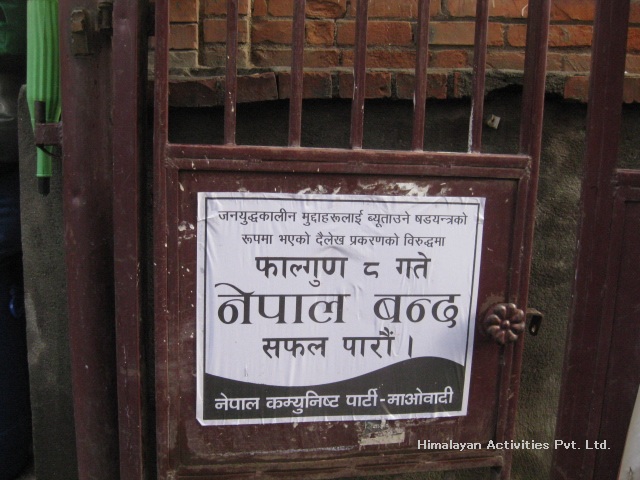 जनयुद्धकालीन मुद्दाहरूलाई ब्यूताउने षडयन्त्रको
रूपमा भएको दैलेख प्रकरणको विरुद्धमा
फाल्गुण ८ गते
नेपाल बन्द
सफल पारौं ।
नेपाल कम्युनिष्ट पार्टी-माओवादी
Himalayan Activities Pvt. Ltd.